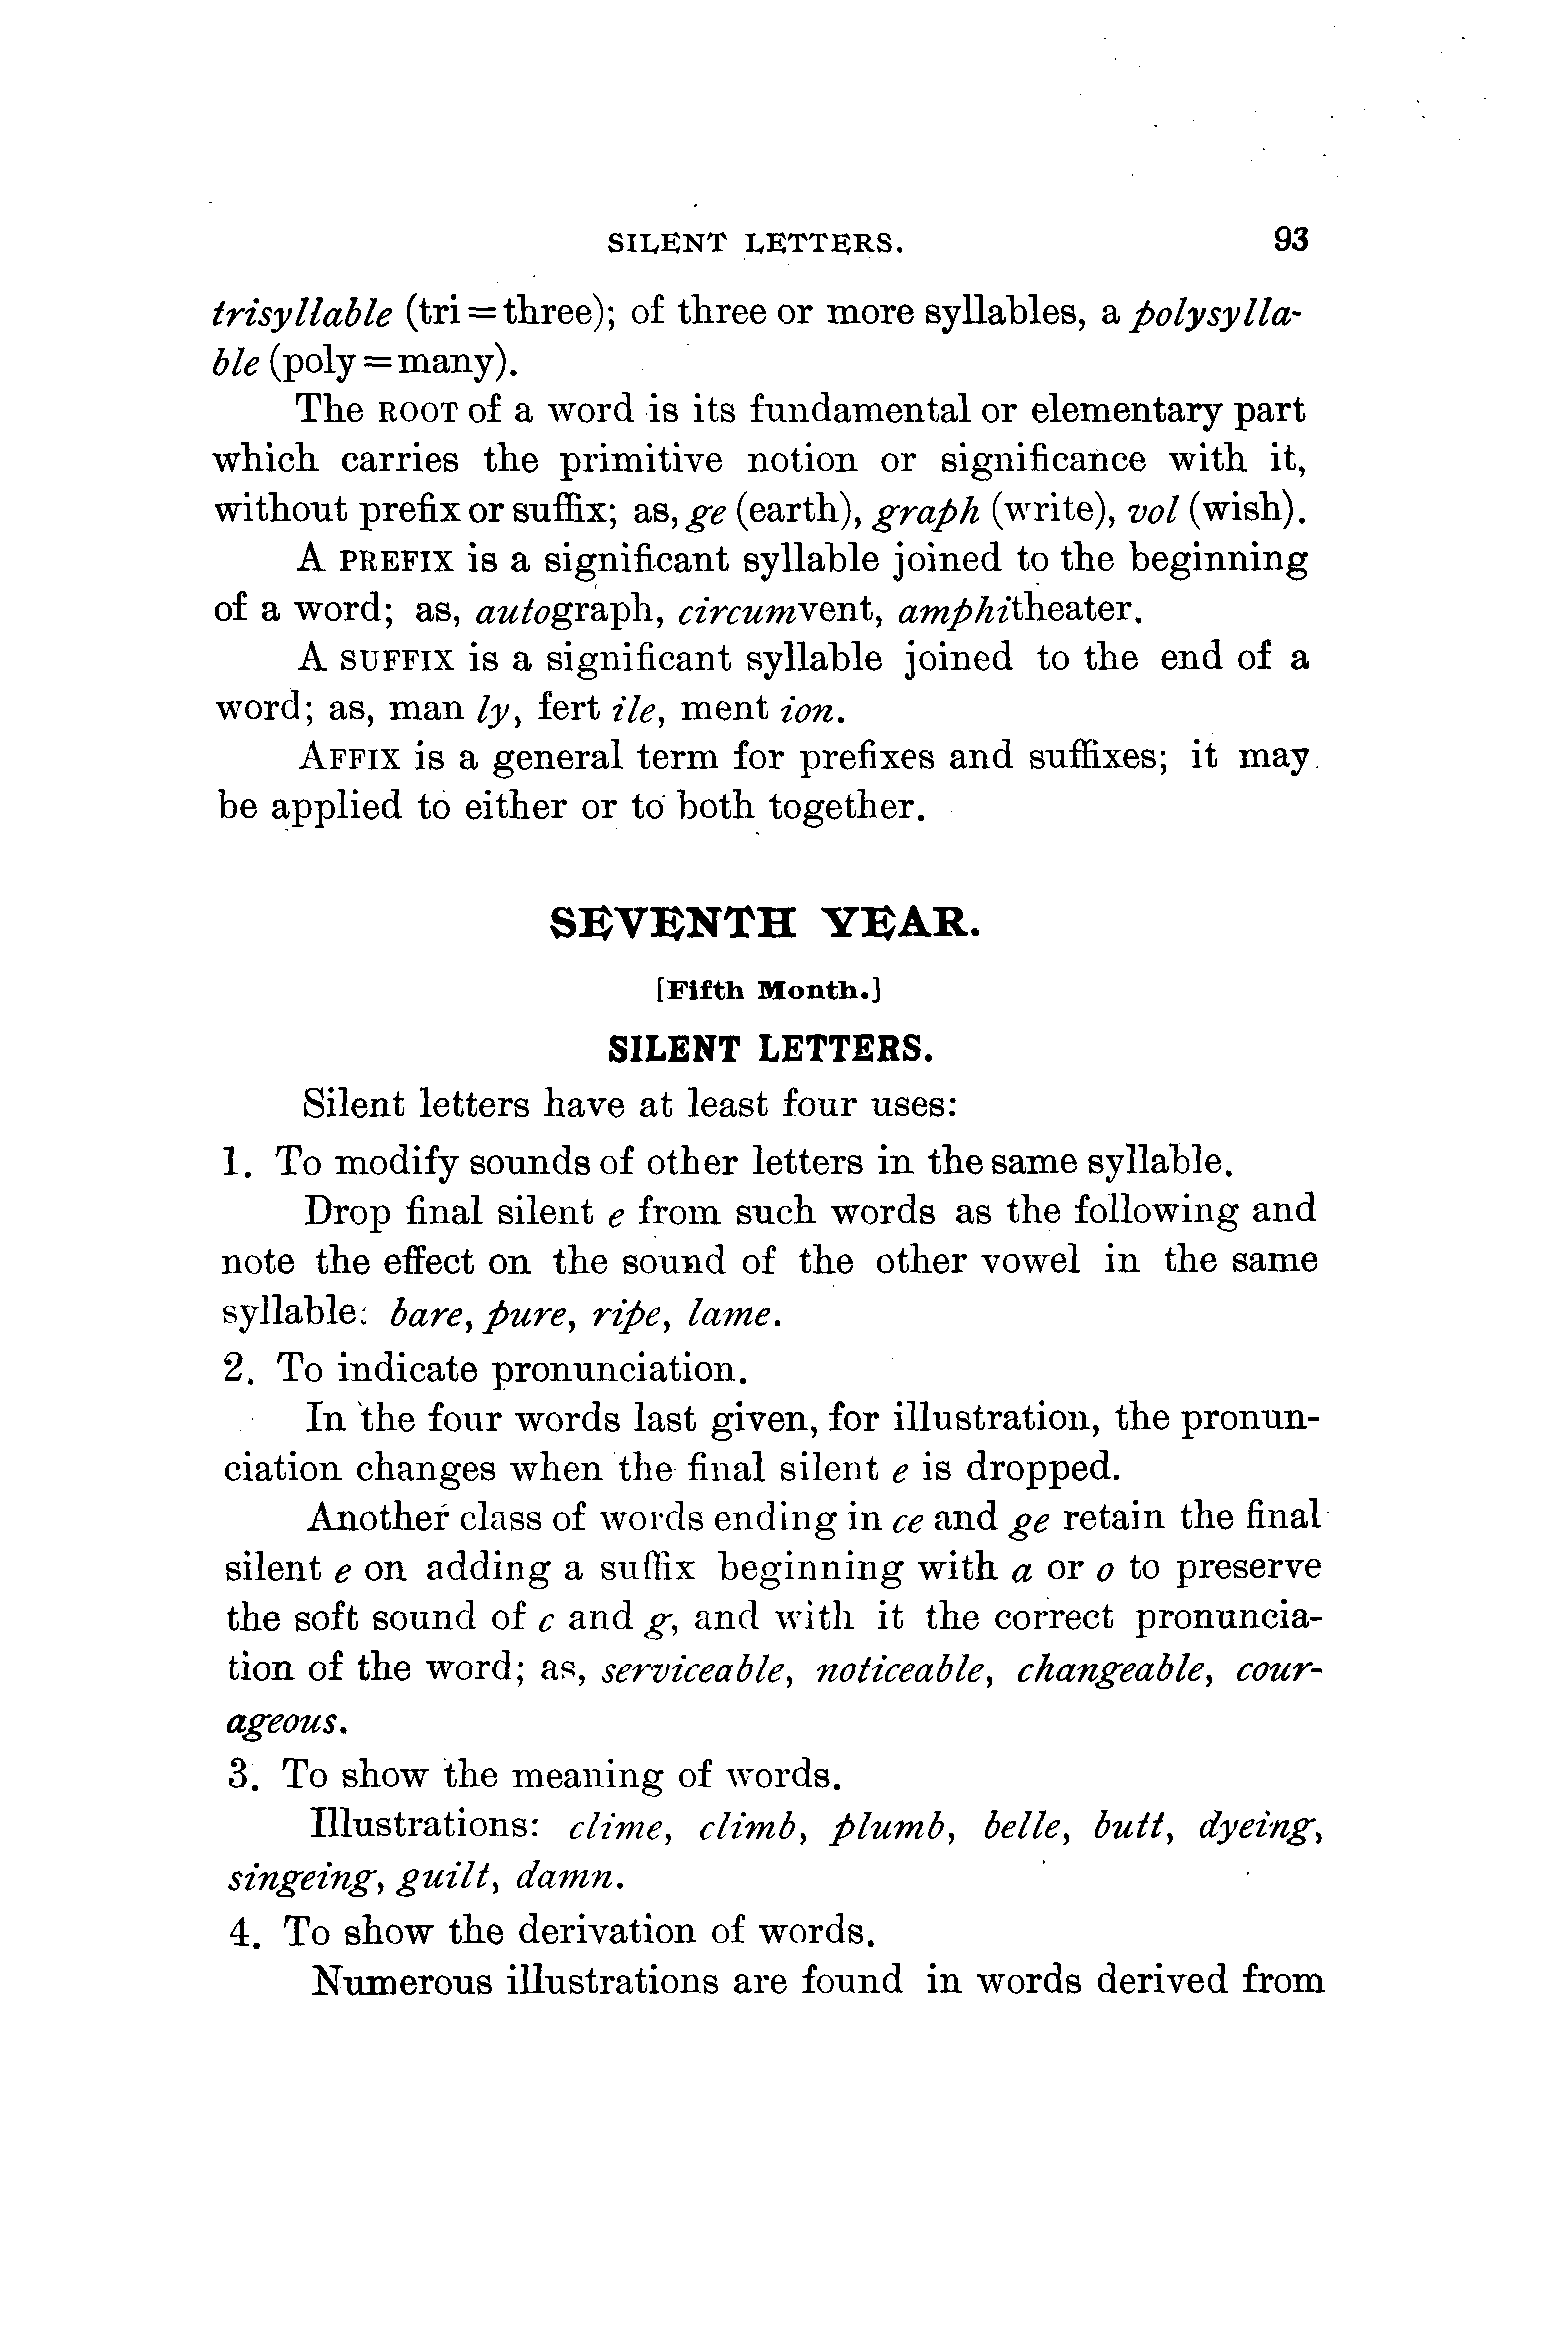 SILENT LETTERS. 93
trisyllable (tri=three); of three or more syllables, a polysylla-
ble (poly=many).
The ROOT of a word is its fundamental or elementary part
which carries the primitive notion or significance with it,
without prefix or suffix; as, ge (earth), graph (write), vol (wish).
A PREFIX is a significant syllable joined to the beginning
of a word; as, autograph, circumvent, amphitheater.
A SUFFIX is a significant syllable joined to the end of a
word; as, man ly, fert ile, ment ion.
AFFIX is a general term for prefixes and suffixes; it may
be applied to either or to both together.
SEVENTH YEAR.
[Fifth Month.]
SILENT LETTERS.
Silent letters have at least four uses:
1. To modify sounds of other letters in the same syllable.
Drop final silent e from such words as the following and
note the effect on the sound of the other vowel in the same
syllable: bare, pure, ripe, lame.
2. To indicate pronunciation.
In the four words last given, for illustration, the pronun-
ciation changes when the final silent e is dropped.
Another class of words ending in ce and ge retain the final
silent e on adding a suffix beginning with a or o to preserve
the soft sound of c and g, and with it the correct pronuncia-
tion of the word; as, serviceable, noticeable, changeable, cour-
ageous.
3. To show the meaning of words.
Illustrations: clime, climb, plumb, belle, butt, dyeing,
singeing, guilt, damn.
4. To show the derivation of words.
Numerous illustrations are found in words derived from